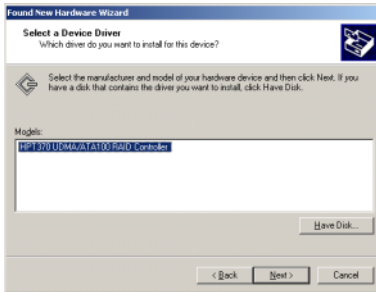 Found New Hardware Wizard
Select a Device Driver
Which driver do you want to install for this device?
Select the manufacturer and model of your hardware device and then click Next. If you
have a disk that contains the driver you want to install, click Have Disk.
Models:
HPT370 UDMA/ATA100 RAID Controller
Have Disk...
< Back
Next >
Cancel